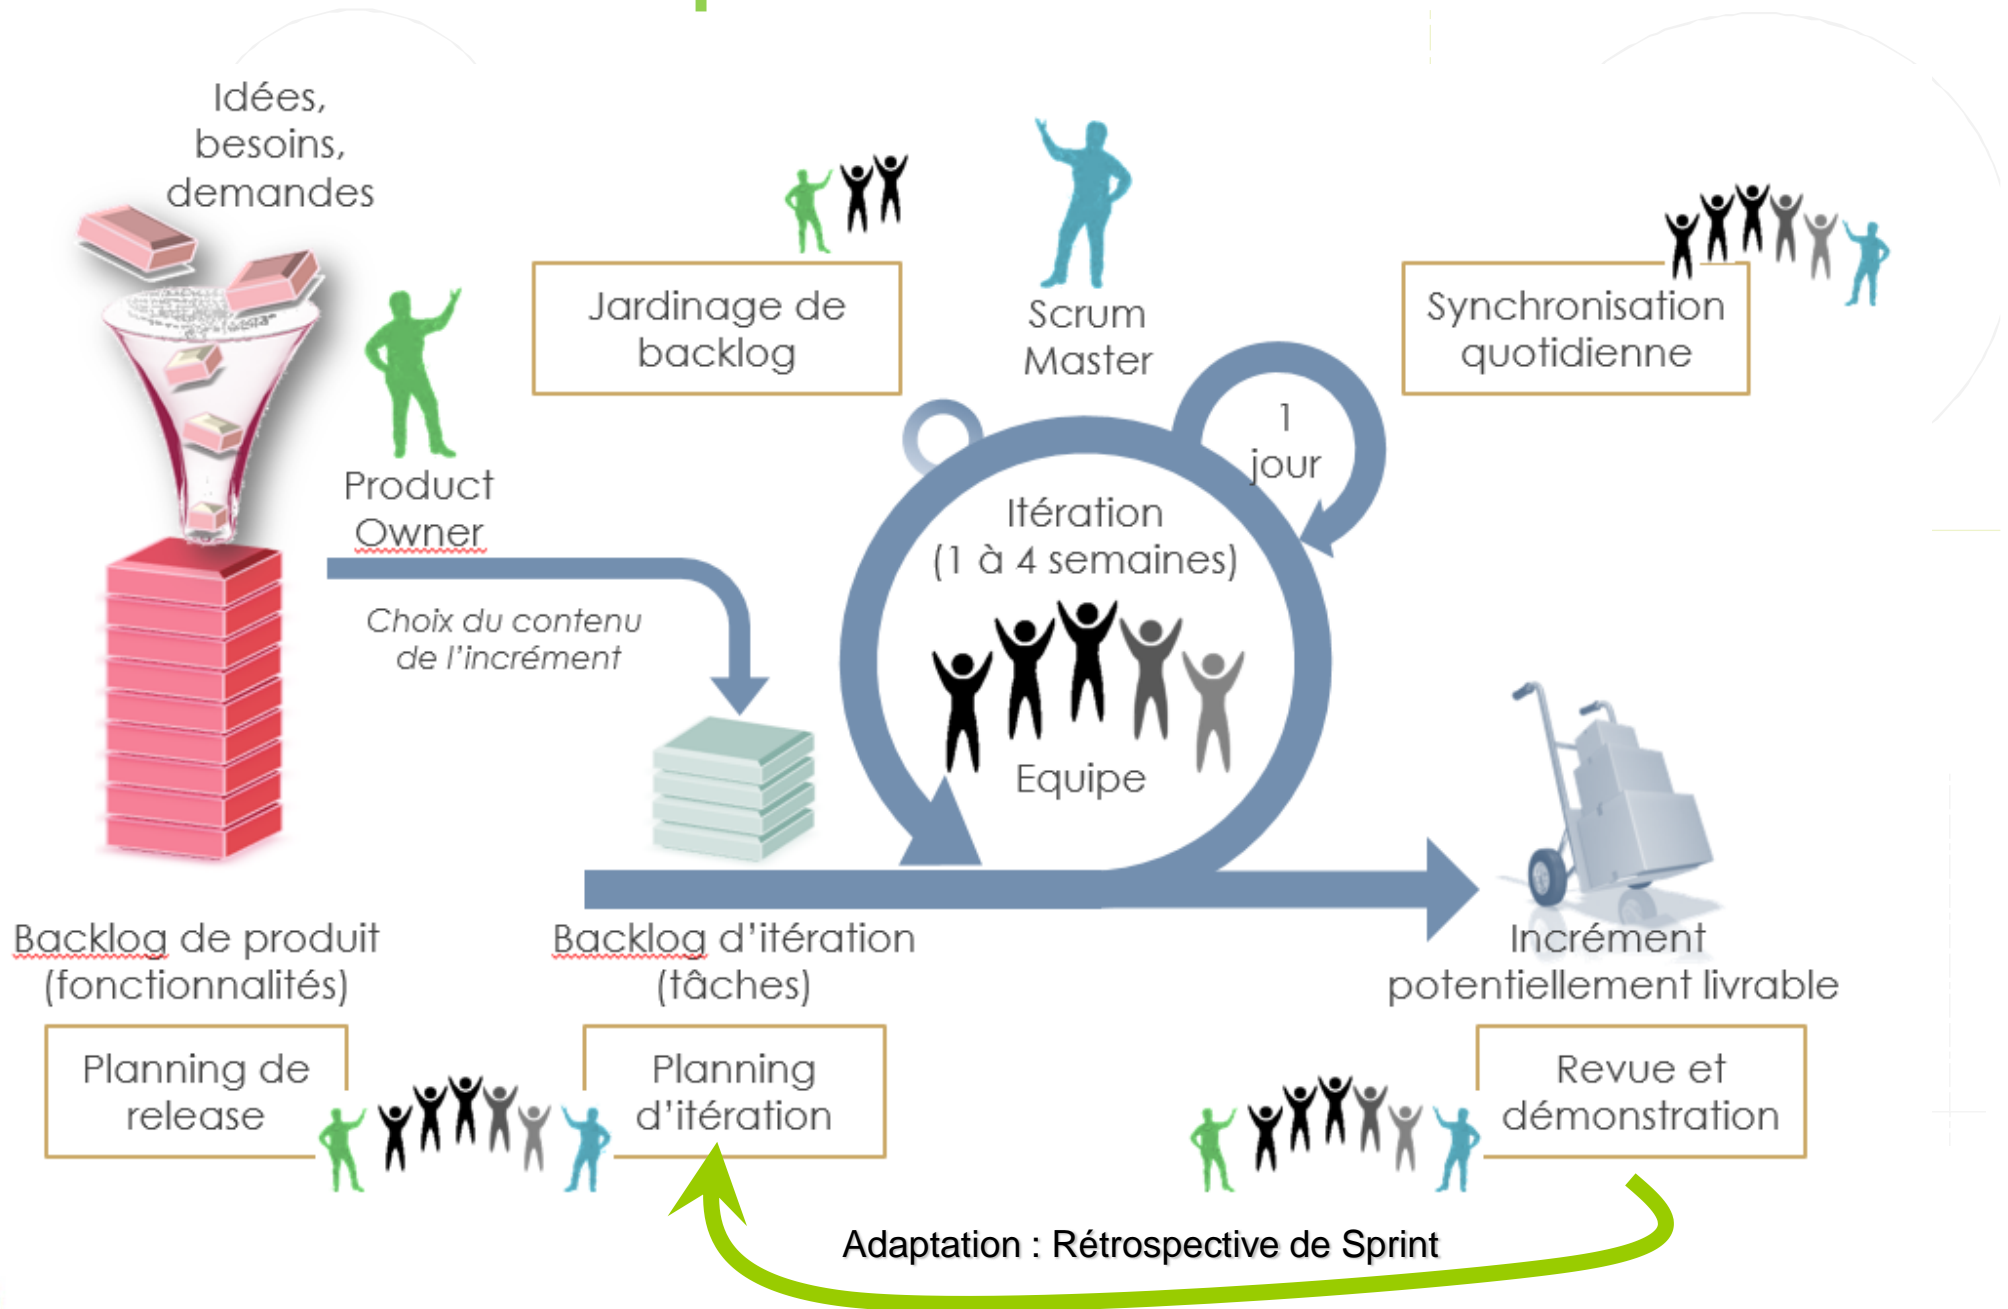 Idées,
besoins,
demandes
Product
Owner
Jardinage de
backlog
Scrum
Master
Synchronisation
quotidienne
1
jour
Itération
(1 à 4 semaines)
Equipe
Choix du contenu
de l'incrément
Backlog de produit
(fonctionnalités)
Backlog d'itération
(tâches)
Incrément
potentiellement livrable
Planning de
release
Planning
d'itération
Revue et
démonstration
Adaptation : Rétrospective de Sprint